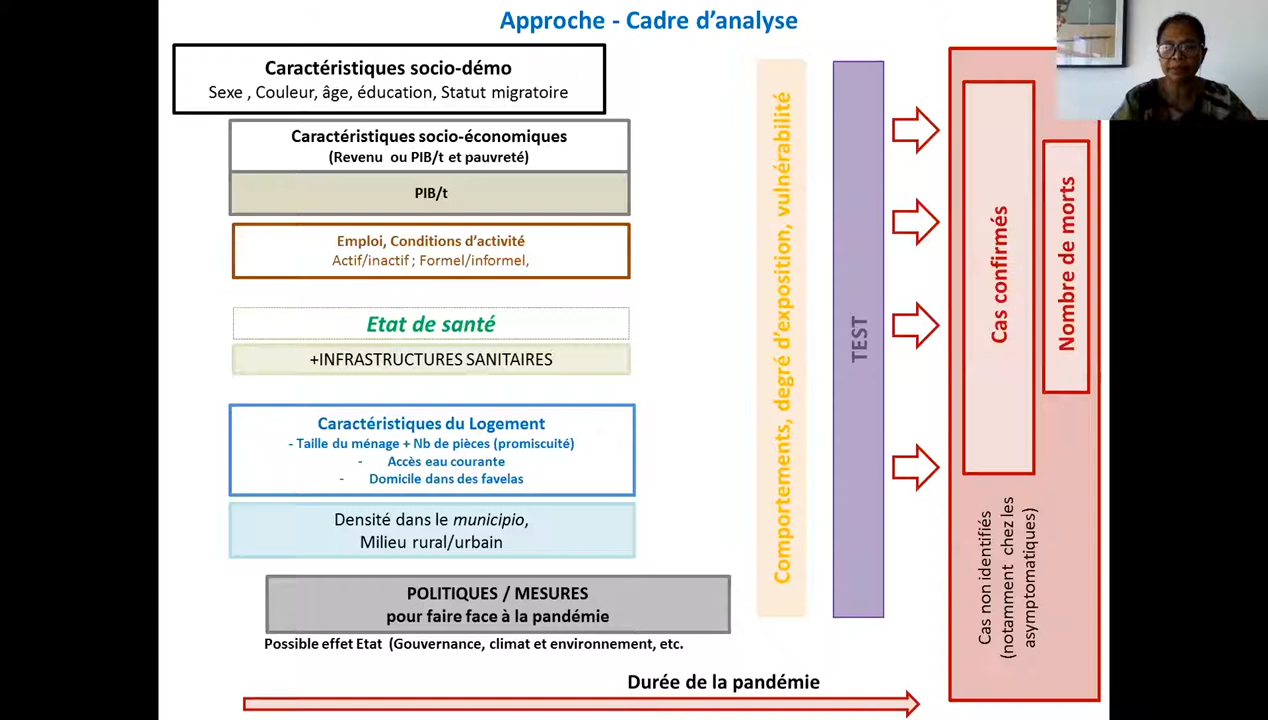 Approche - Cadre d’analyse
Caractéristiques socio-démo
Sexe , Couleur, âge, éducation, Statut migratoire
Caractéristiques socio-économiques
(Revenu ou PIB/t et pauvreté)
PIB/t
Emploi, Conditions d’activité
Actif/inactif ; Formel/informel,
Etat de santé
+INFRASTRUCTURES SANITAIRES
Caractéristiques du Logement
- Taille du ménage + Nb de pièces (promiscuité)
- Accès eau courante
- Domicile dans des favelas
Densité dans le municipio,
Milieu rural/urbain
POLITIQUES / MESURES
pour faire face à la pandémie
Possible effet Etat (Gouvernance, climat et environnement, etc.
Durée de la pandémie
Comportements, degré d’exposition, vulnérabilité
TEST
Cas confirmés
Nombre de morts
Cas non identifiés
(notamment chez les
asymptomatiques)